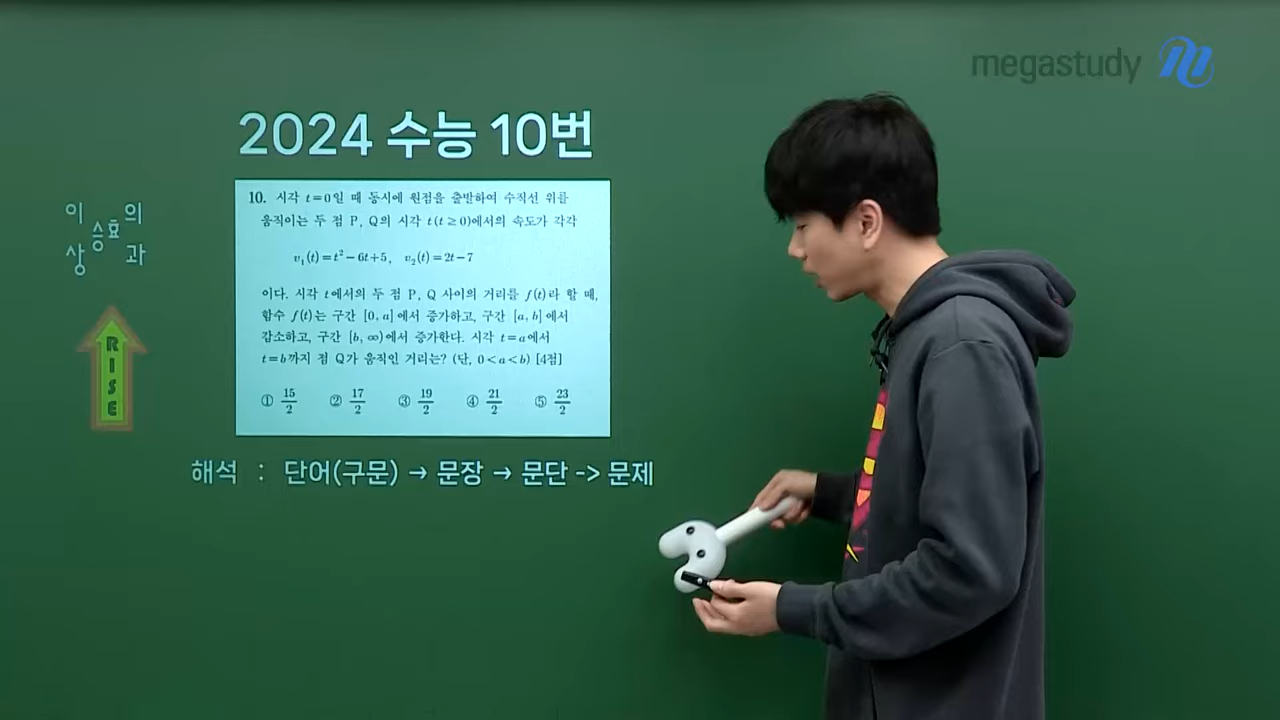 megastudy
2024 수능 10번
10. 시각 t=0일 때 동시에 원점을 출발하여 수직선 위를
움직이는 두 점 P, Q의 시각 t(t≥0)에서의 속도가 각각
v₁(t)=t²−6t+5, v₂(t)=2t−7
이다. 시각 t에서의 두 점 P, Q 사이의 거리를 f(t)라 할 때,
함수 f(t)는 구간 [0, a]에서 증가하고, 구간 [a, b]에서
감소하고, 구간 [b, ∞)에서 증가한다. 시각 t=a에서
t=b까지 점 Q가 움직인 거리는? (단, 0<a<b) [4점]
① 15/2 ② 17/2 ③ 19/2 ④ 21/2 ⑤ 23/2
이승효의
상과
RISE
해석 : 단어(구문) → 문장 → 문단 -> 문제